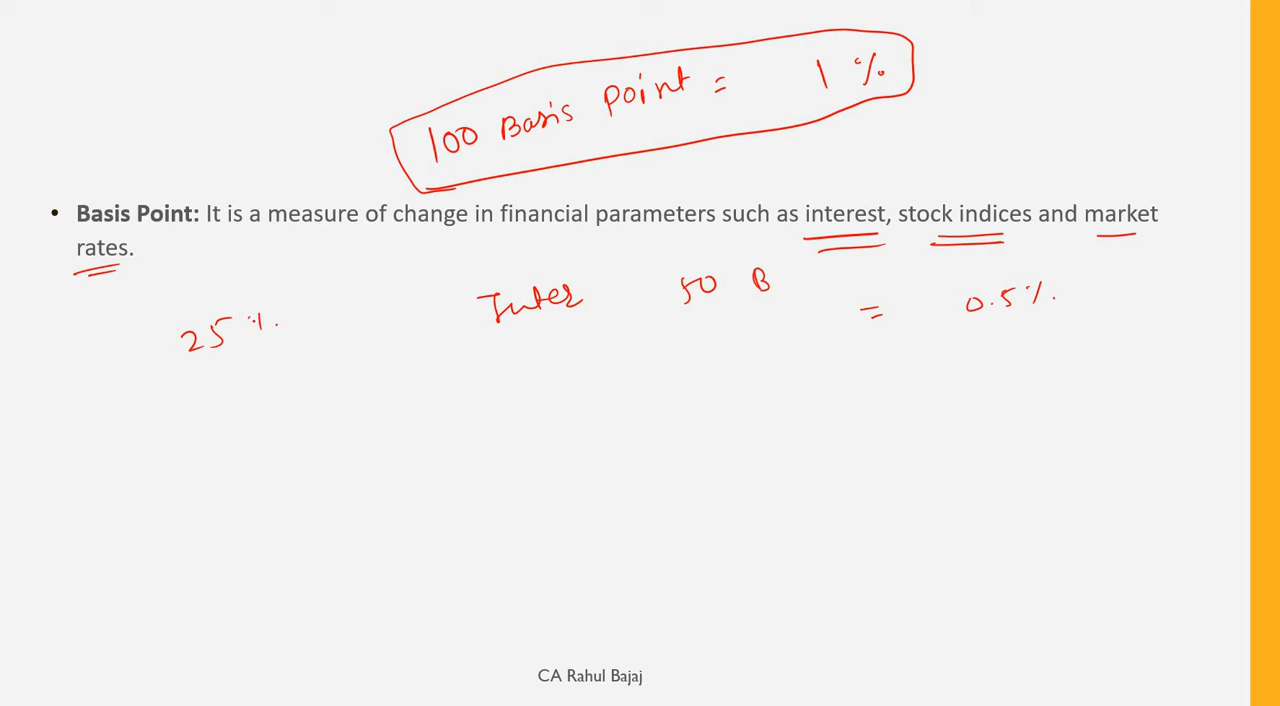 100 Basis Point = 1 %
• Basis Point: It is a measure of change in financial parameters such as interest, stock indices and market
rates.
Inter 50 B = 0.5%.
25%.
CA Rahul Bajaj